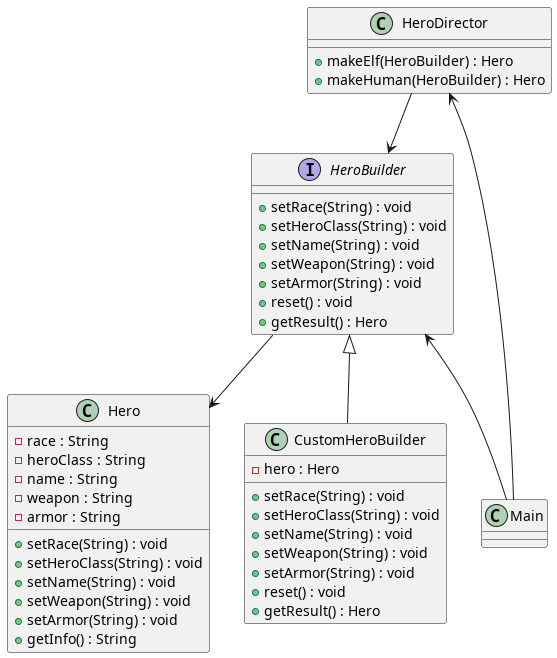 C HeroDirector
makeElf(HeroBuilder) : Hero
makeHuman(HeroBuilder) : Hero
I HeroBuilder
setRace(String) : void
setHeroClass(String) : void
setName(String) : void
setWeapon(String) : void
setArmor(String) : void
reset() : void
getResult() : Hero
C Hero
race : String
heroClass : String
name : String
weapon : String
armor : String
setRace(String) : void
setHeroClass(String) : void
setName(String) : void
setWeapon(String) : void
setArmor(String) : void
getInfo() : String
C CustomHeroBuilder
hero : Hero
setRace(String) : void
setHeroClass(String) : void
setName(String) : void
setWeapon(String) : void
setArmor(String) : void
reset() : void
getResult() : Hero
C Main